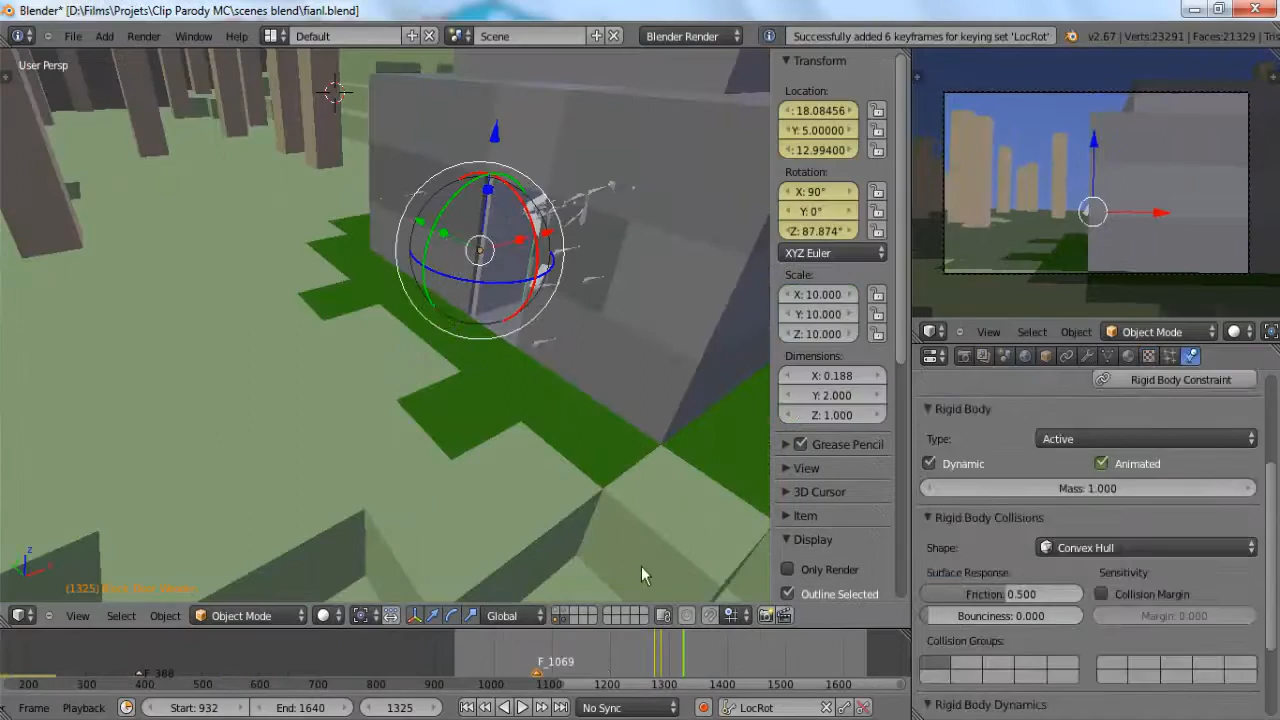 Blender* [D:\Films\Projets\Clip Parody MC\scenes blend\fianl.blend]
File Add Render Window Help Default Scene Blender Render Successfully added 6 keyframes for keying set 'LocRot' v2.67 | Verts:23291 | Faces:21329 | Tris
User Persp
Transform
Location:
: 18.08456
Y: 5.00000
: 12.99400
Rotation:
X: 90°
Y: 0°
Z: 87.874°
XYZ Euler
Scale:
X: 10.000
Y: 10.000
Z: 10.000
Dimensions:
X: 0.188
Y: 2.000
Z: 1.000
Grease Pencil
View
3D Cursor
Item
Display
Only Render
Outline Selected
z
(1325)
View Select Object Object Mode Global
View Select Object Object Mode
Rigid Body Constraint
Rigid Body
Type: Active
Dynamic Animated
Mass: 1.000
Rigid Body Collisions
Shape: Convex Hull
Surface Response: Sensitivity
Friction: 0.500 Collision Margin
Bounciness: 0.000 Margin: 0.000
Collision Groups:
Rigid Body Dynamics
F_388 F_1069
200 300 400 500 600 700 800 900 1000 1100 1200 1300 1400 1500 1600
Frame Playback Start: 932 End: 1640 1325 No Sync LocRot